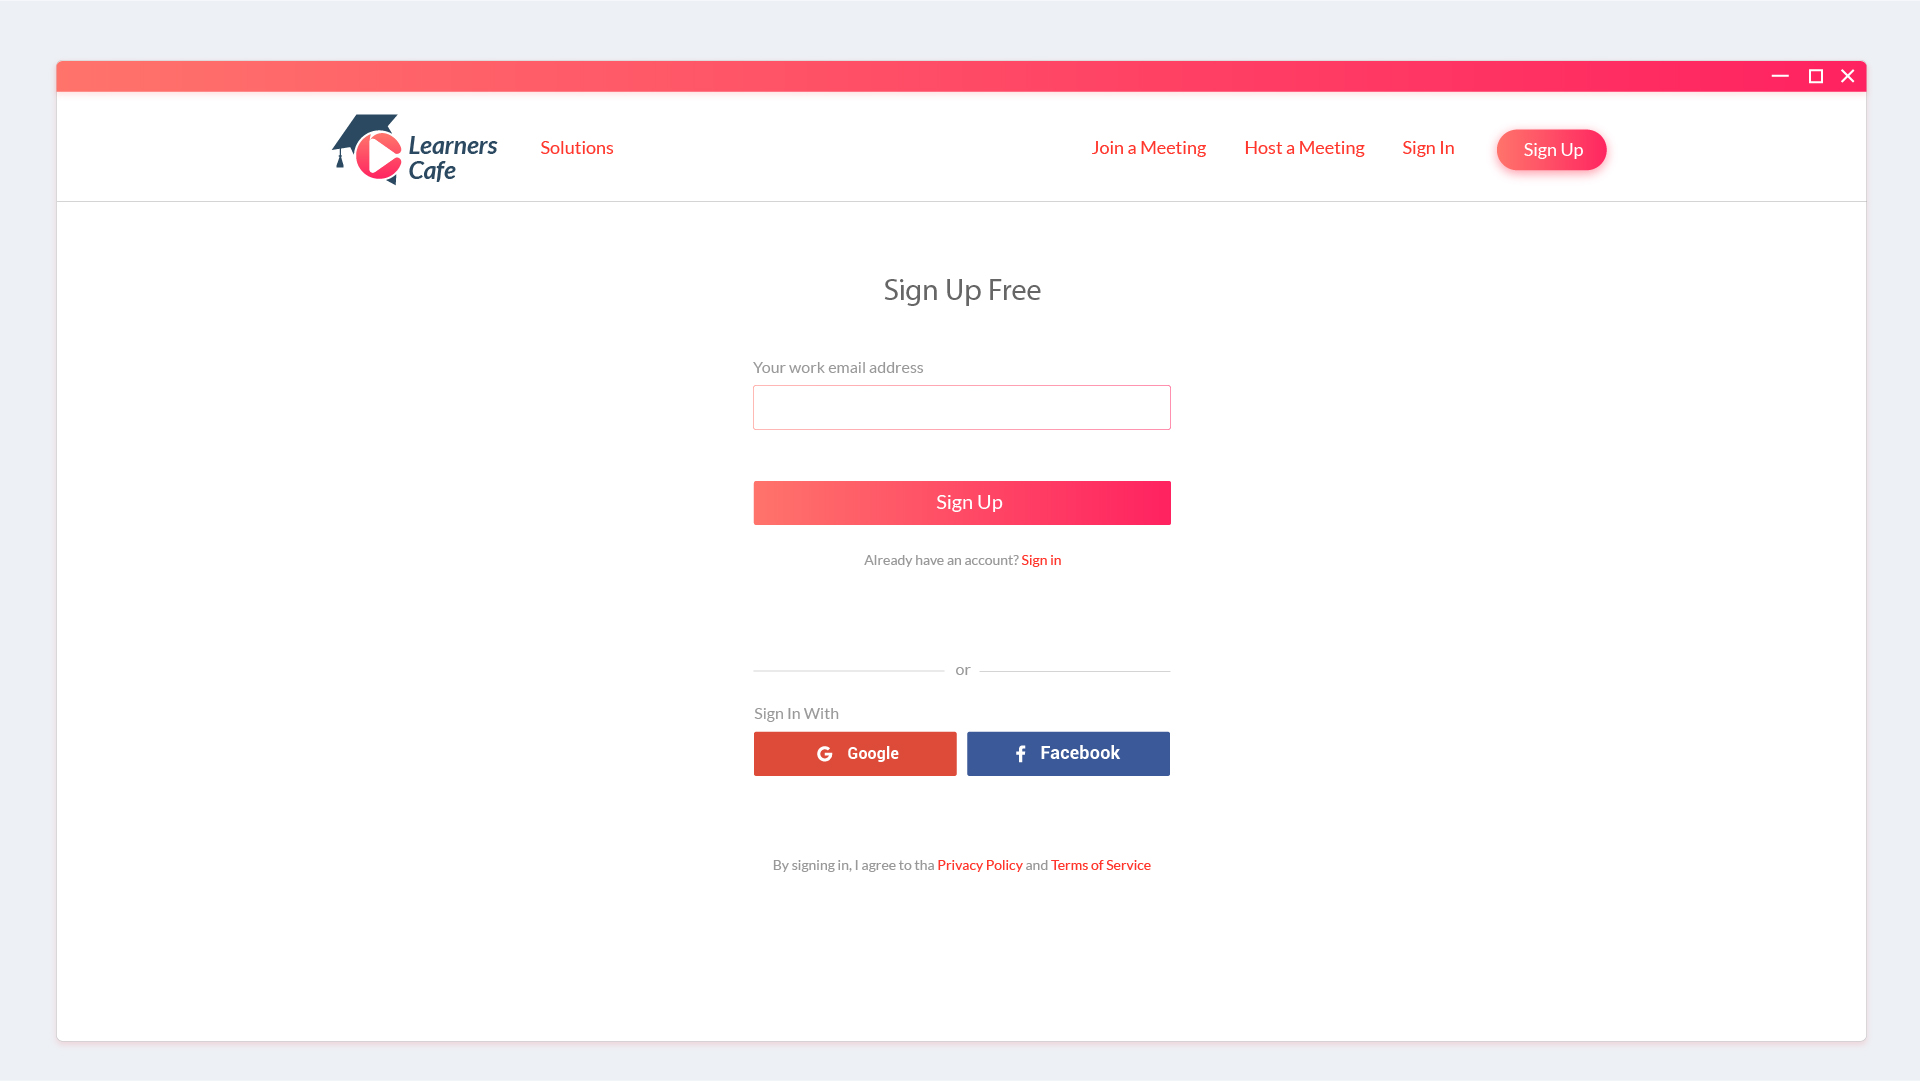 Learners
Cafe
Solutions
Join a Meeting
Host a Meeting
Sign In
Sign Up
Sign Up Free
Your work email address
Sign Up
Already have an account? Sign in
or
Sign In With
Google
Facebook
By signing in, I agree to tha Privacy Policy and Terms of Service